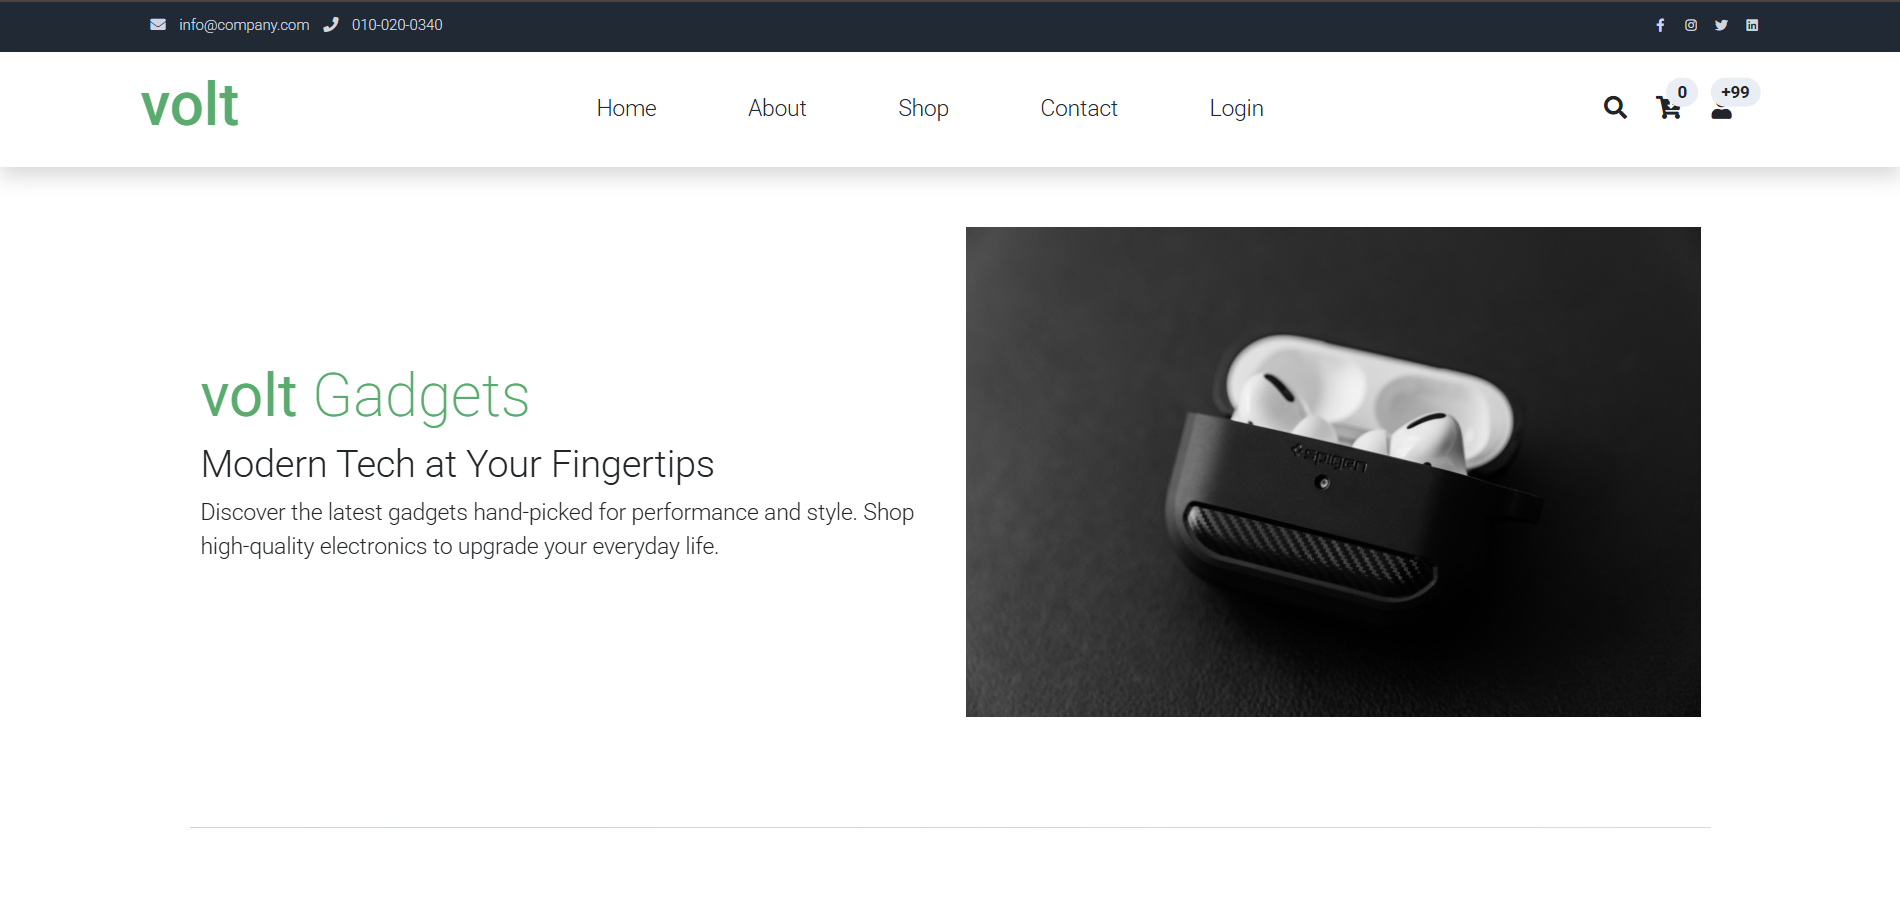 info@company.com 010-020-0340
volt
Home About Shop Contact Login
0 +99
volt Gadgets
Modern Tech at Your Fingertips
Discover the latest gadgets hand-picked for performance and style. Shop
high-quality electronics to upgrade your everyday life.
spigen